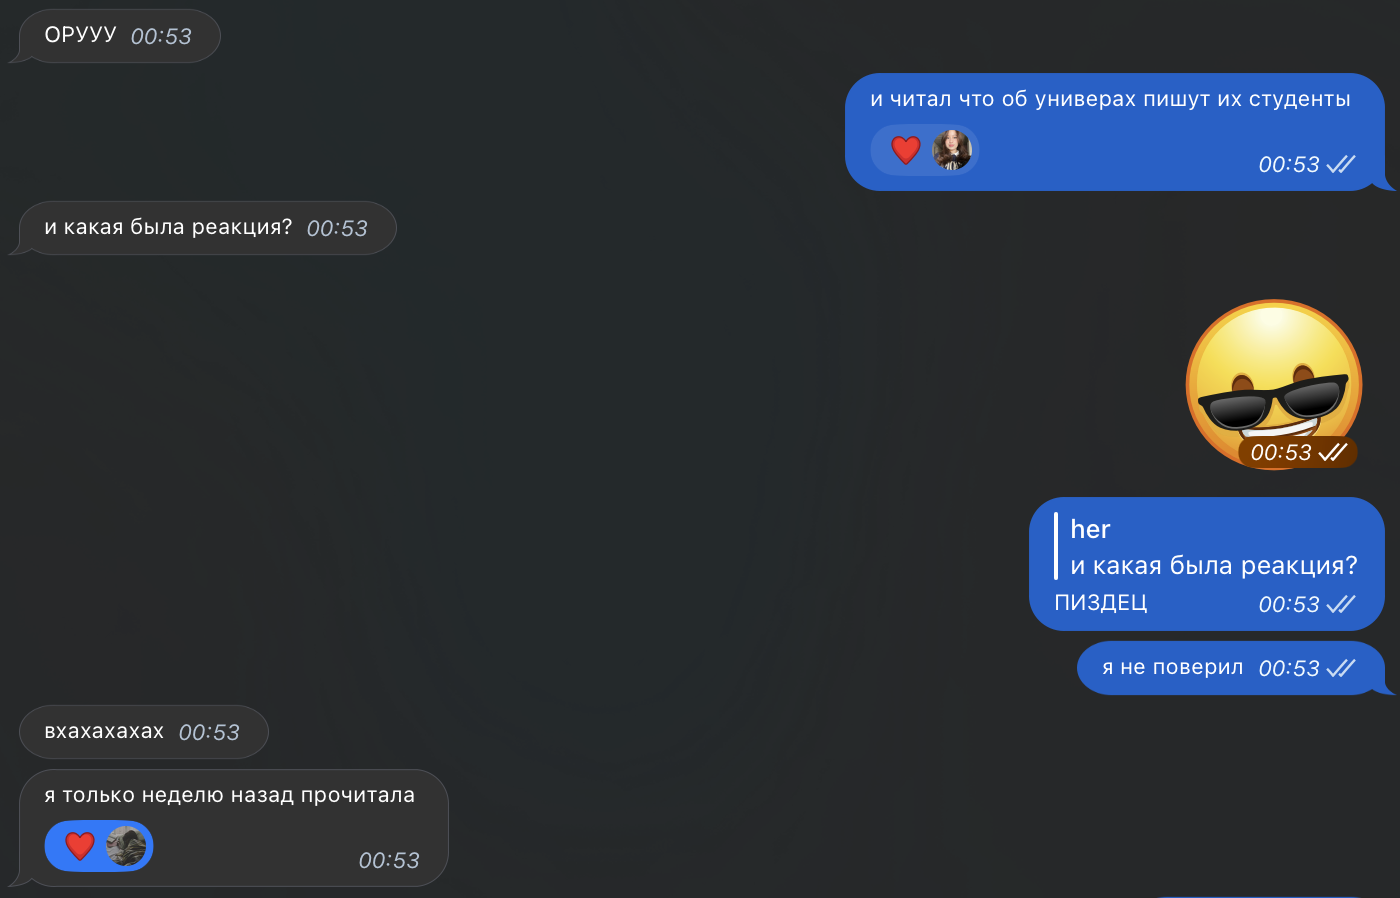 ОРУУУ 00:53
и читал что об универах пишут их студенты
00:53
и какая была реакция? 00:53
00:53
her
и какая была реакция?
ПИЗДЕЦ 00:53
я не поверил 00:53
вхахахахах 00:53
я только неделю назад прочитала
00:53